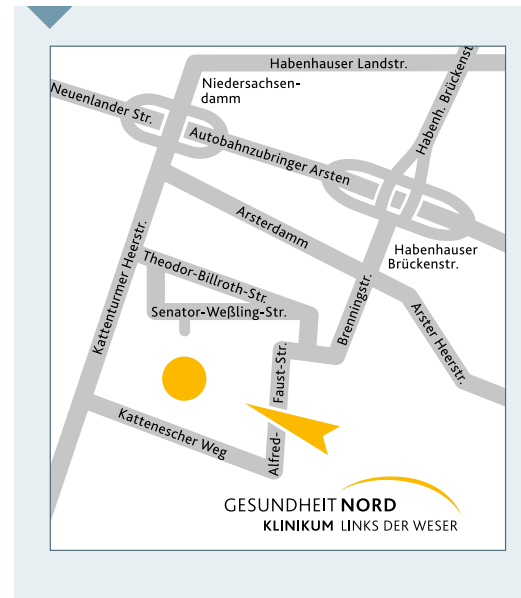 Habenhauser Landstr.
Niedersachsen-
damm
Habenh. Brückenst
Neuenlander Str.
Autobahnzubringer Arsten
Arsterdamm
Habenhauser
Brückenstr.
Kattenturmer Heerstr.
Theodor-Billroth-Str.
Senator-Weßling-Str.
Brenningstr.
Arster Heerstr.
Alfred-Faust-Str.
Kattenescher Weg
GESUNDHEIT NORD
KLINIKUM LINKS DER WESER